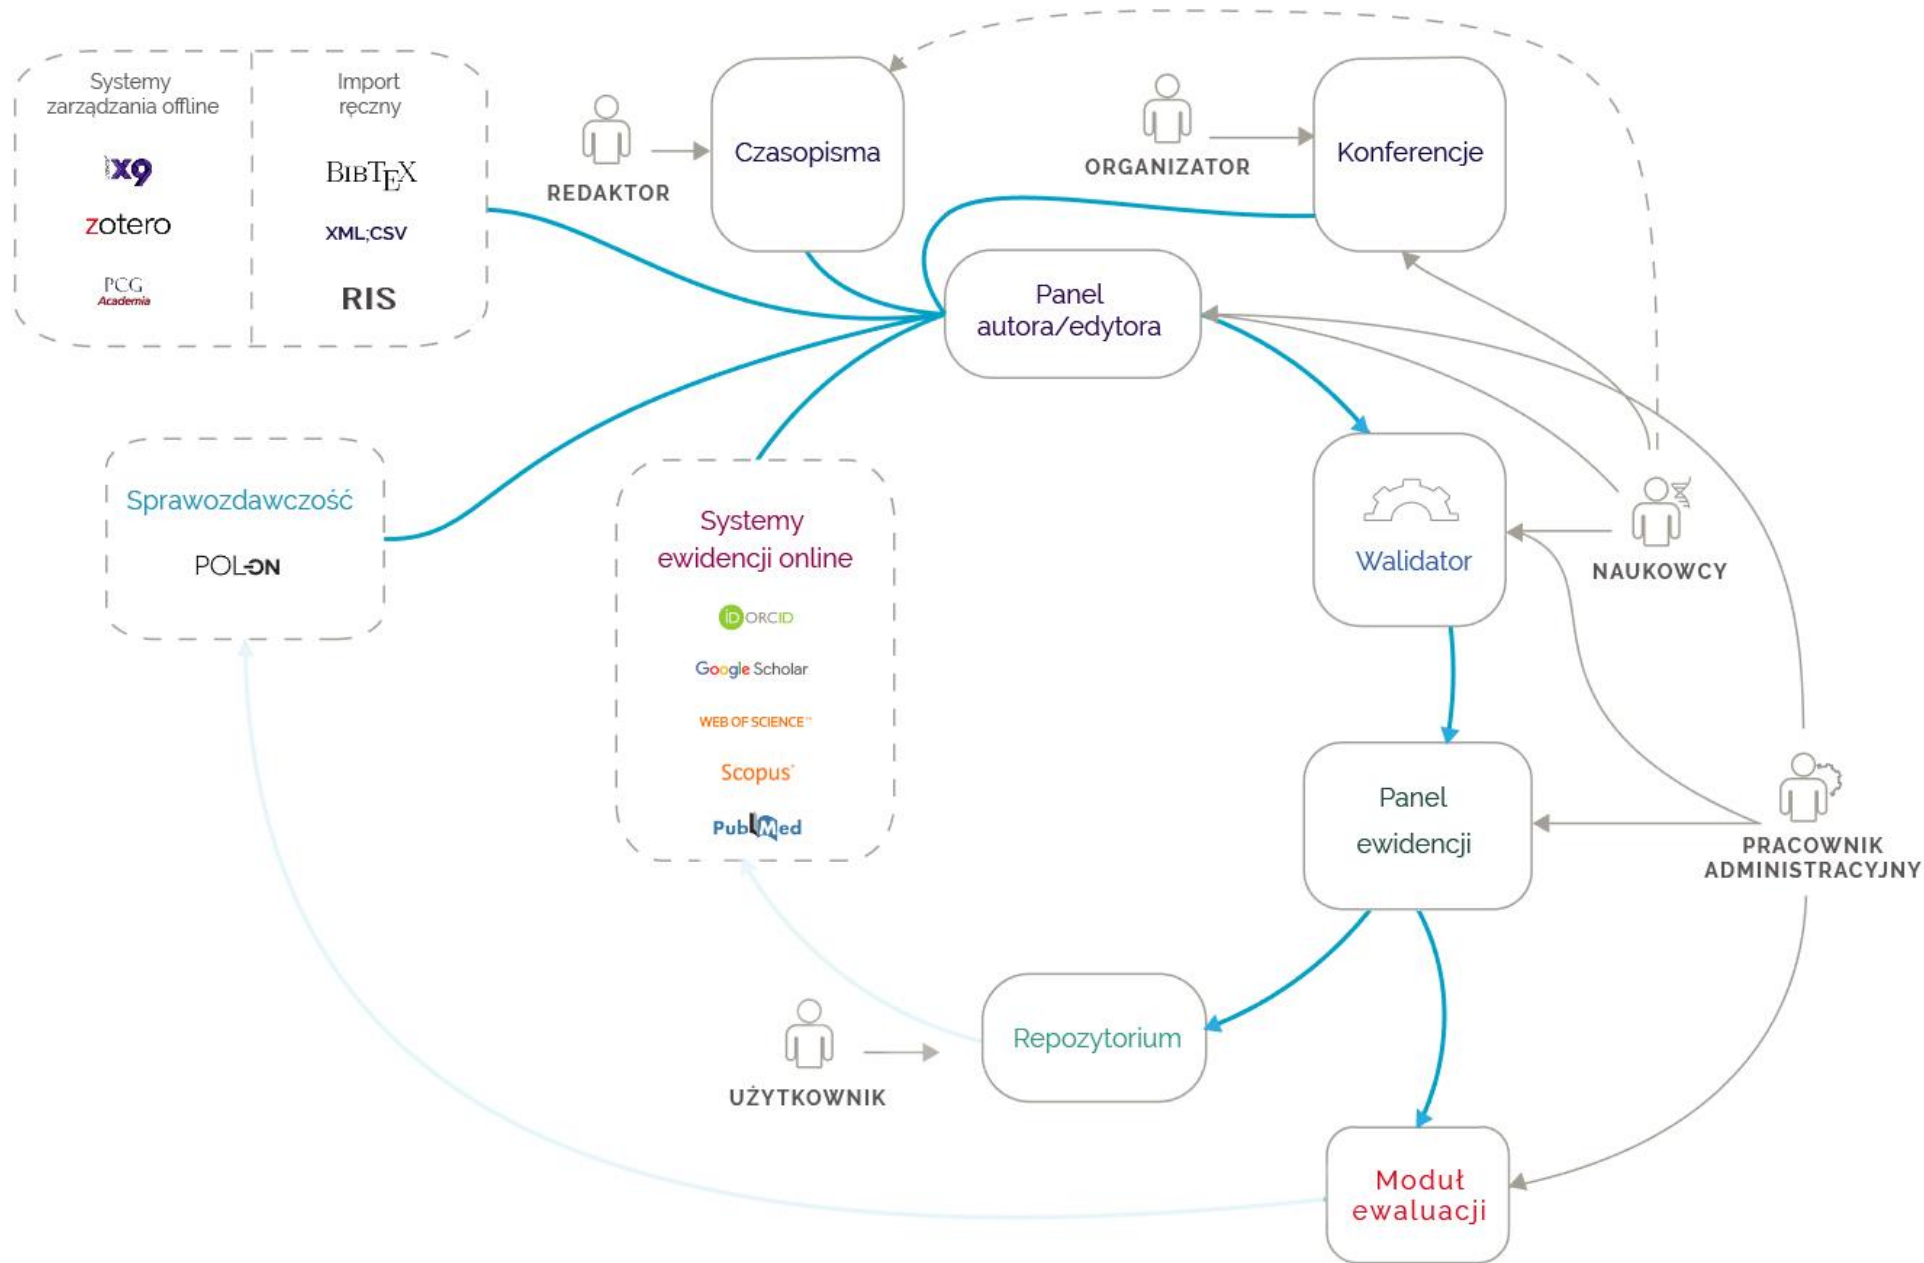 Systemy
zarządzania offline
X9
zotero
PCG
Academia
Import
ręczny
BIBTEX
XML;CSV
RIS
REDAKTOR
Czasopisma
ORGANIZATOR
Konferencje
Panel
autora/edytora
Sprawozdawczość
POL-ON
Systemy
ewidencji online
iD ORCID
Google Scholar
WEB OF SCIENCE™
Scopus®
PubMed
Walidator
NAUKOWCY
Panel
ewidencji
PRACOWNIK
ADMINISTRACYJNY
UŻYTKOWNIK
Repozytorium
Moduł
ewaluacji